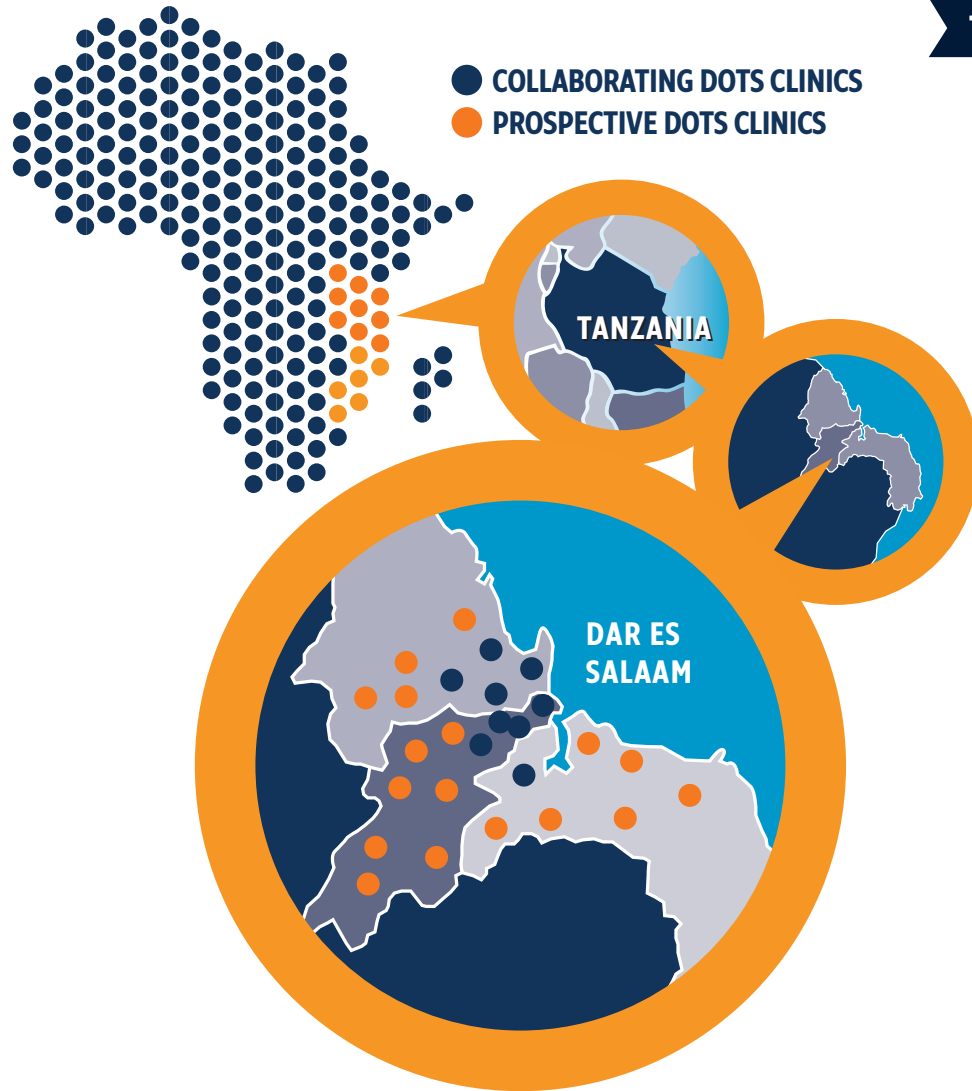 COLLABORATING DOTS CLINICS
PROSPECTIVE DOTS CLINICS
TANZANIA
DAR ES
SALAAM